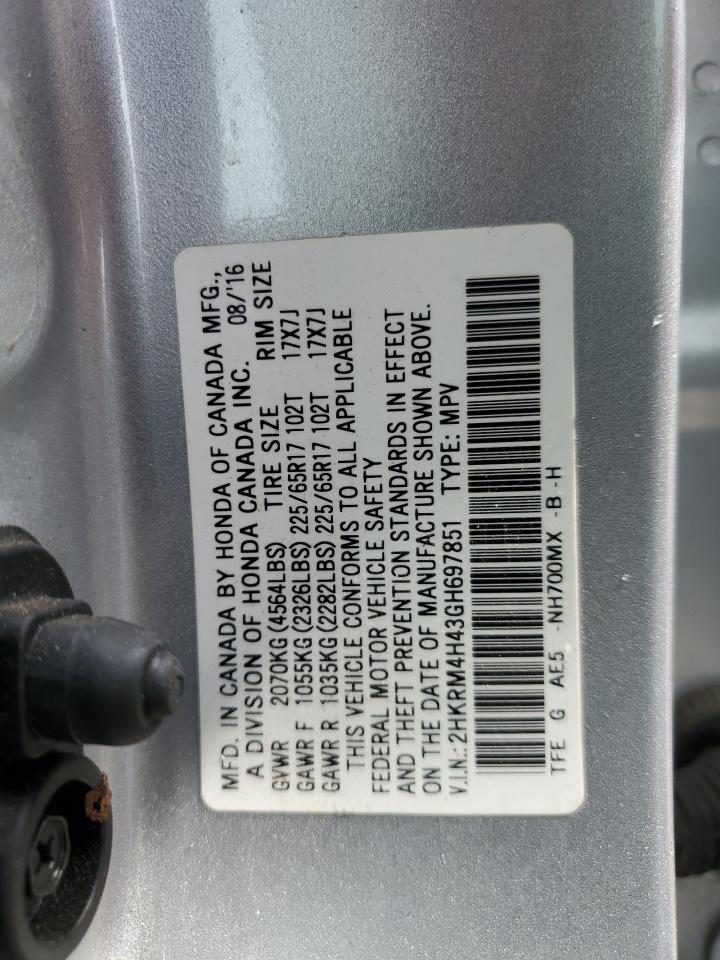 MFD. IN CANADA BY HONDA OF CANADA MFG.,
A DIVISION OF HONDA CANADA INC. 08/'16
GVWR 2070KG (4564LBS) TIRE SIZE RIM SIZE
GAWR F 1055KG (2326LBS) 225/65R17 102T 17X7J
GAWR R 1035KG (2282LBS) 225/65R17 102T 17X7J
THIS VEHICLE CONFORMS TO ALL APPLICABLE
FEDERAL MOTOR VEHICLE SAFETY
AND THEFT PREVENTION STANDARDS IN EFFECT
ON THE DATE OF MANUFACTURE SHOWN ABOVE.
V.I.N.:2HKRM4H43GH697851 TYPE: MPV
TFE G AE5 -NH700MX -B -H